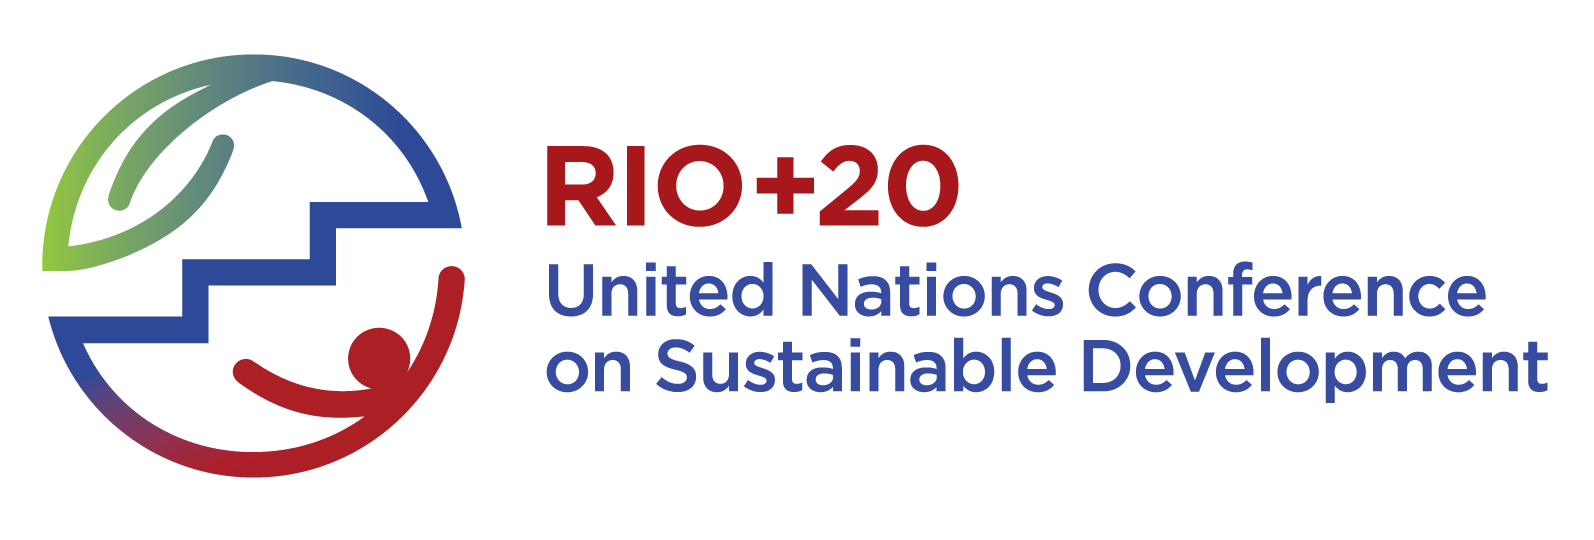 RIO+20
United Nations Conference
on Sustainable Development